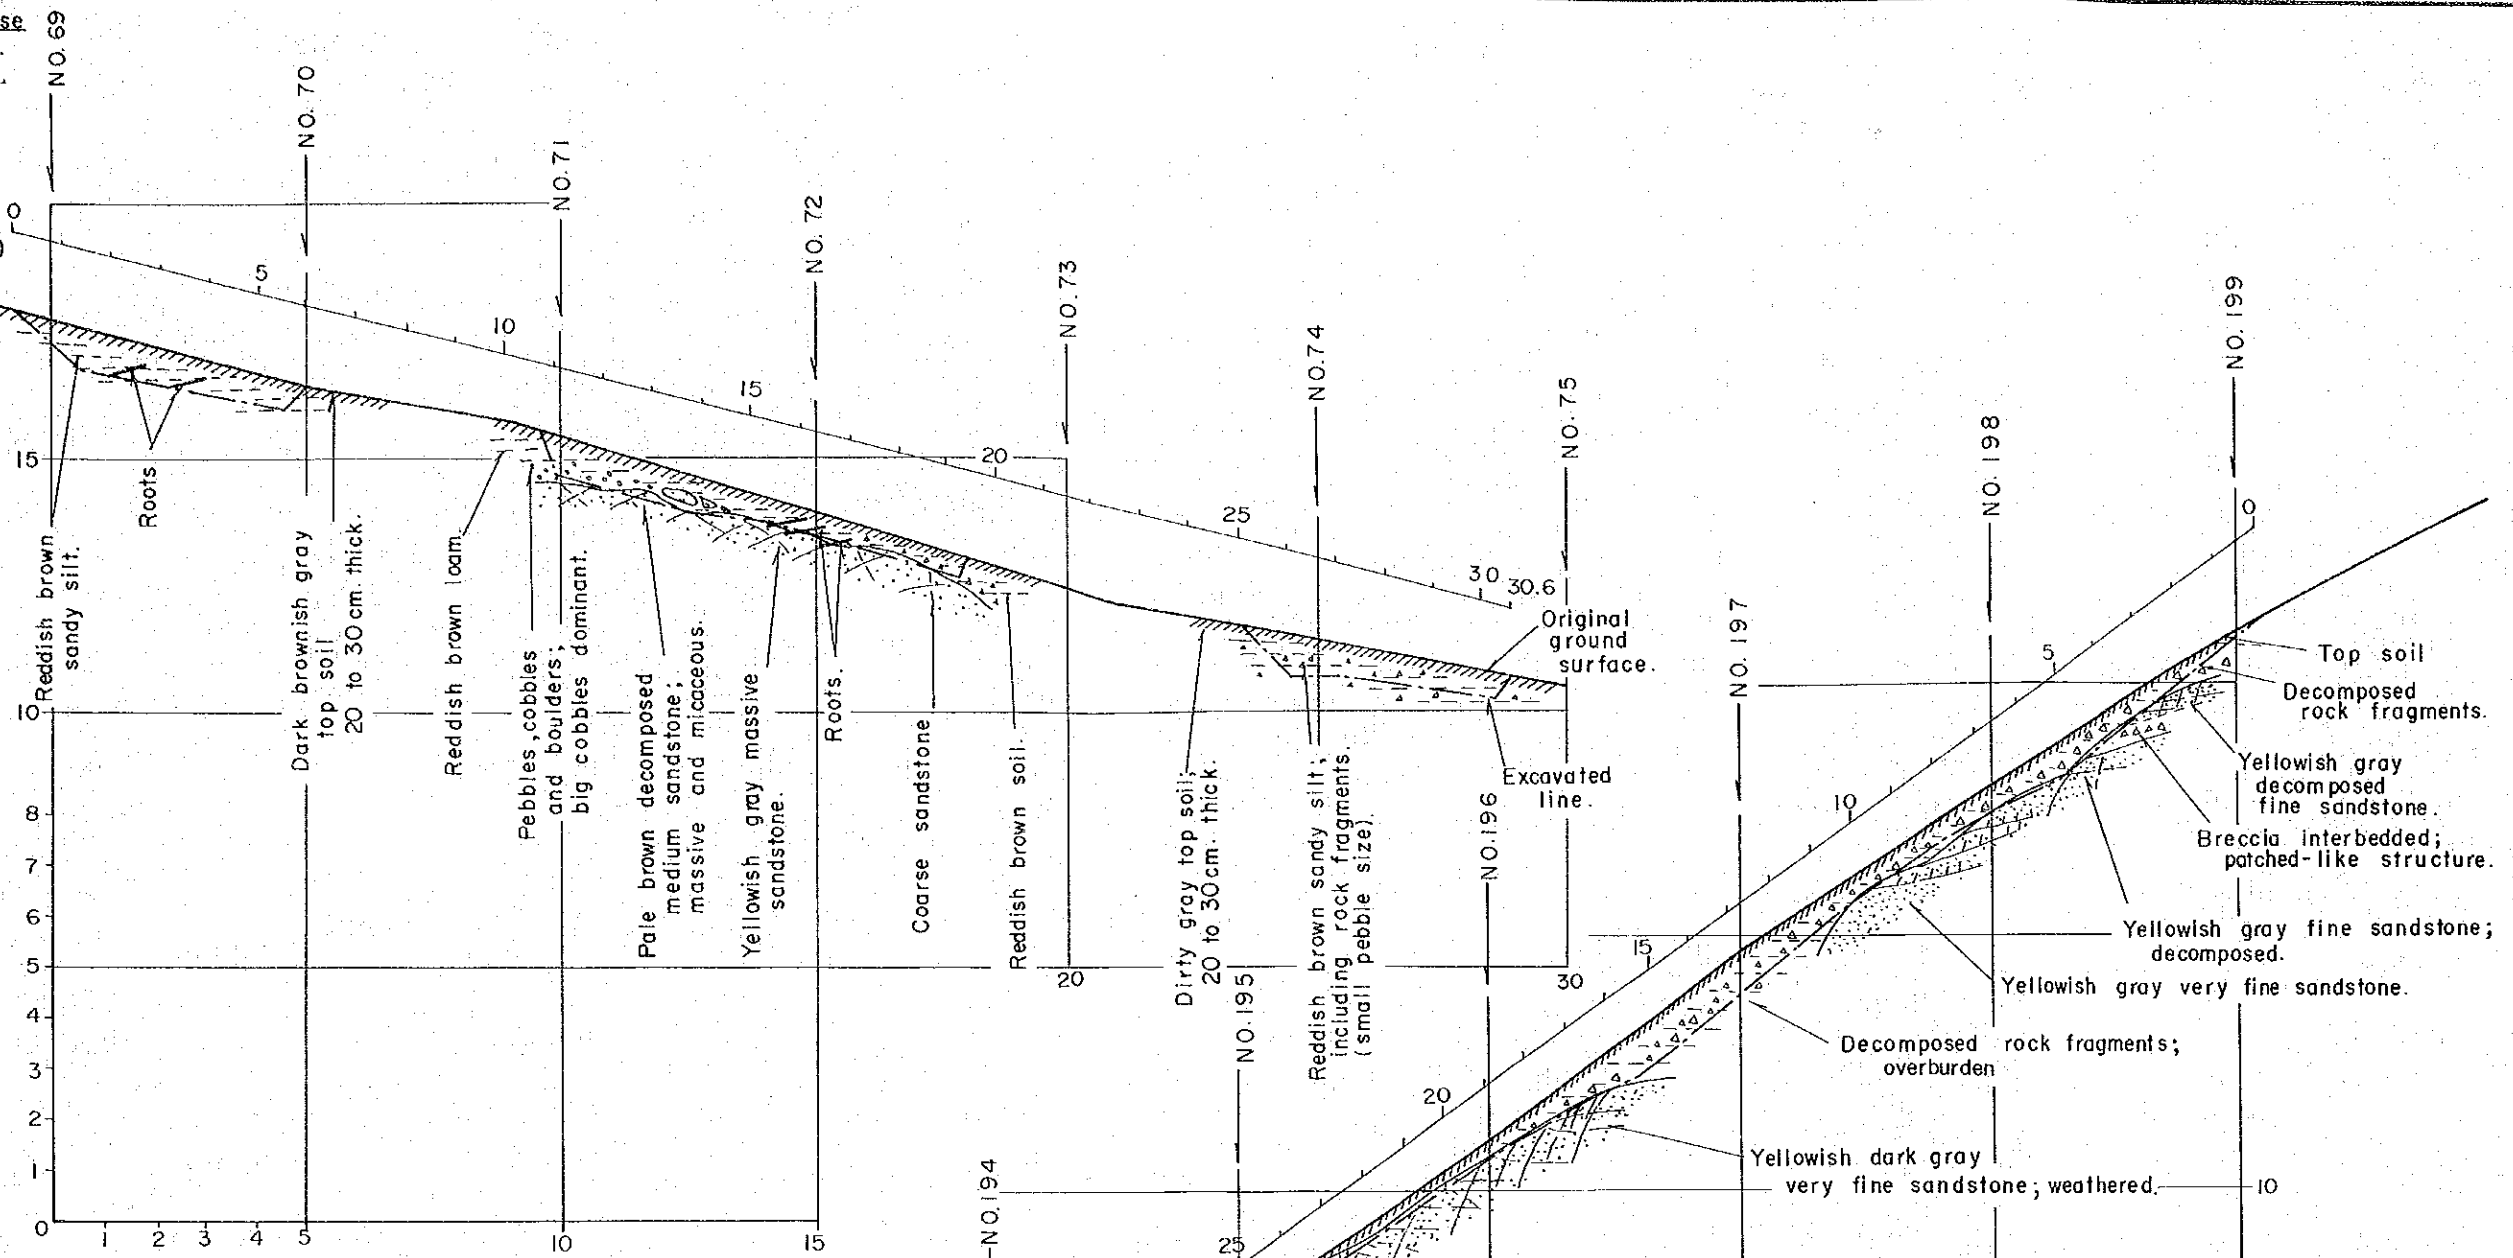 se
NO. 69
NO. 70
NO. 71
NO. 72
NO. 73
NO. 74
NO. 75
0
5
10
15
20
25
30
30.6
15
10
8
7
6
5
4
3
2
1
0
1
2
3
4
5
10
15
20
30
Reddish brown
sandy silt.
Roots
Dark brownish gray
top soil
20 to 30 cm. thick.
Reddish brown loam.
Pebbles, cobbles
and boulders;
big cobbles dominant.
Pale brown decomposed
medium sandstone;
massive and micaceous.
Yellowish gray massive
sandstone.
Roots.
Coarse sandstone
Reddish brown soil.
Dirty gray top soil;
20 to 30 cm. thick.
Reddish brown sandy silt;
including rock fragments.
(small pebble size).
Original
ground
surface.
Excavated
line.
NO. 194
NO. 195
NO. 196
NO. 197
NO. 198
NO. 199
0
5
10
15
20
25
Top soil
Decomposed
rock fragments.
Yellowish gray
decomposed
fine sandstone.
Breccia interbedded;
patched-like structure.
Yellowish gray fine sandstone;
decomposed.
Yellowish gray very fine sandstone.
Decomposed rock fragments;
overburden
Yellowish dark gray
very fine sandstone; weathered.
10